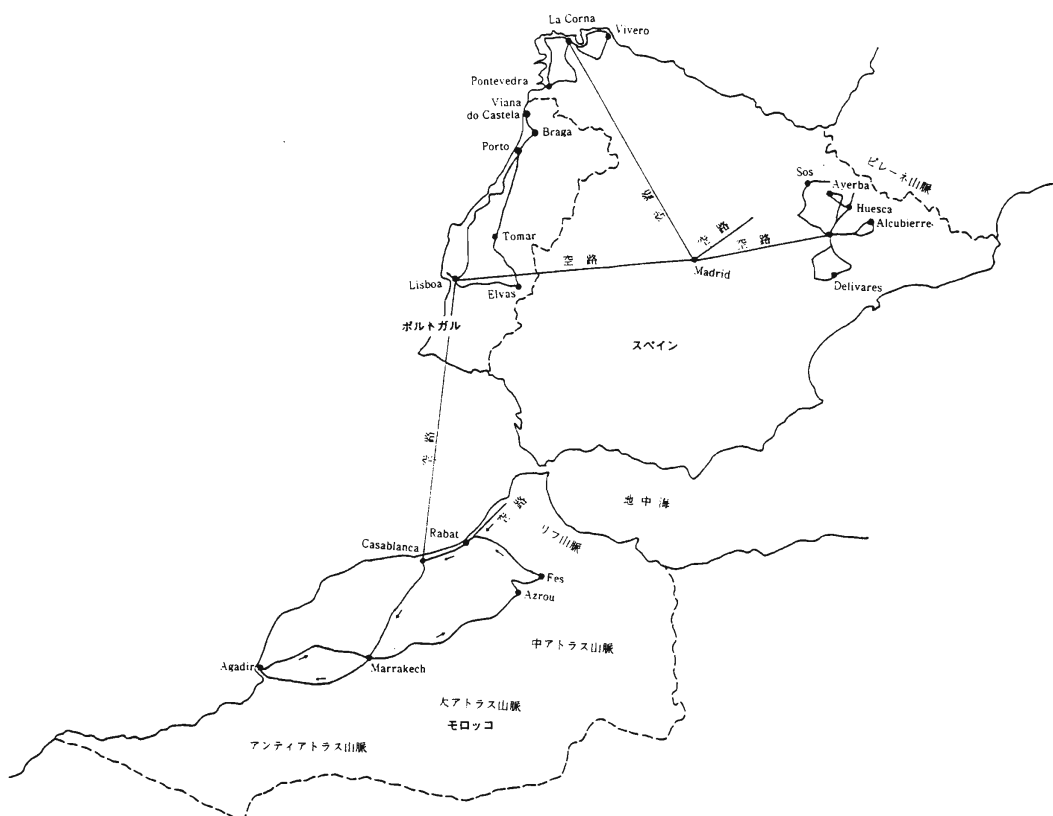 La Corna
Vivero
Pontevedra
Viana
do Castela
Braga
Porto
ピレーネ山脈
Sos
Ayerba
Huesca
Alcubierre
空路
空路
空路
Tomar
空路
Madrid
Lisboa
Elvas
Delivares
ポルトガル
スペイン
空路
地中海
空路
Rabat
リフ山脈
Casablanca
Fes
Azrou
中アトラス山脈
Agadir
Marrakech
大アトラス山脈
モロッコ
アンティアトラス山脈